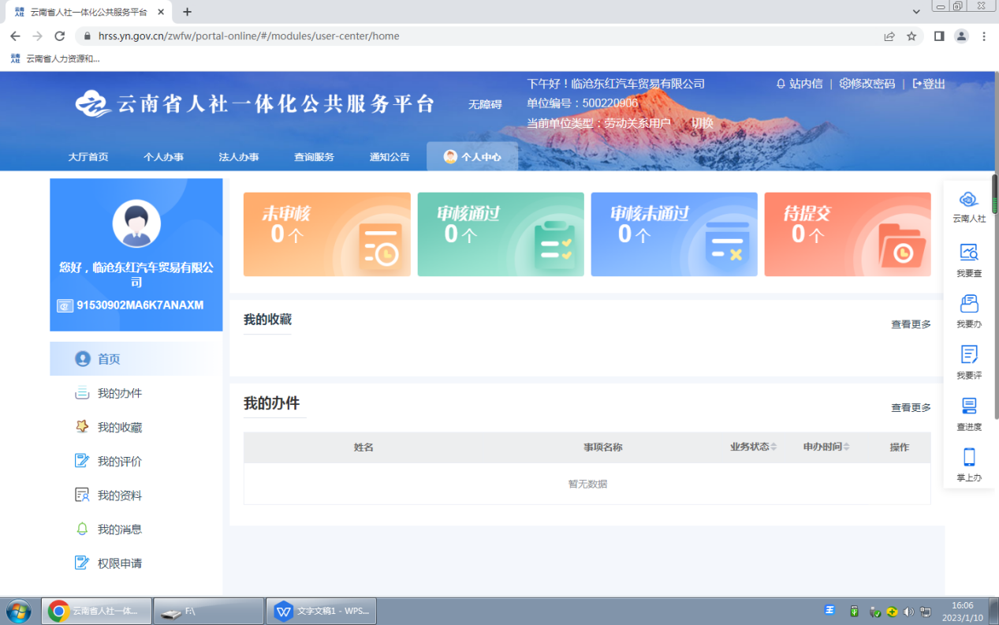 云南省人社一体化公共服务平台
hrss.yn.gov.cn/zwfw/portal-online/#/modules/user-center/home
云南省人力资源和...
云南省人社一体化公共服务平台
无障碍
下午好！临沧东红汽车贸易有限公司
单位编号：500220906
当前单位类型：劳动关系用户 切换
站内信 | 修改密码 | 登出
大厅首页 个人办事 法人办事 查询服务 通知公告 个人中心
您好，临沧东红汽车贸易有限公
司
91530902MA6K7ANAXM
首页
我的办件
我的收藏
我的评价
我的资料
我的消息
权限申请
未审核
0个
审核通过
0个
审核未通过
0个
待提交
0个
我的收藏
查看更多
我的办件
查看更多
姓名 事项名称 业务状态 申办时间 操作
暂无数据
云南人社
我要查
我要办
我要评
查进度
掌上办
云南省人社一体...
F:\
文字文稿1 - WPS...
16:06
2023/1/10